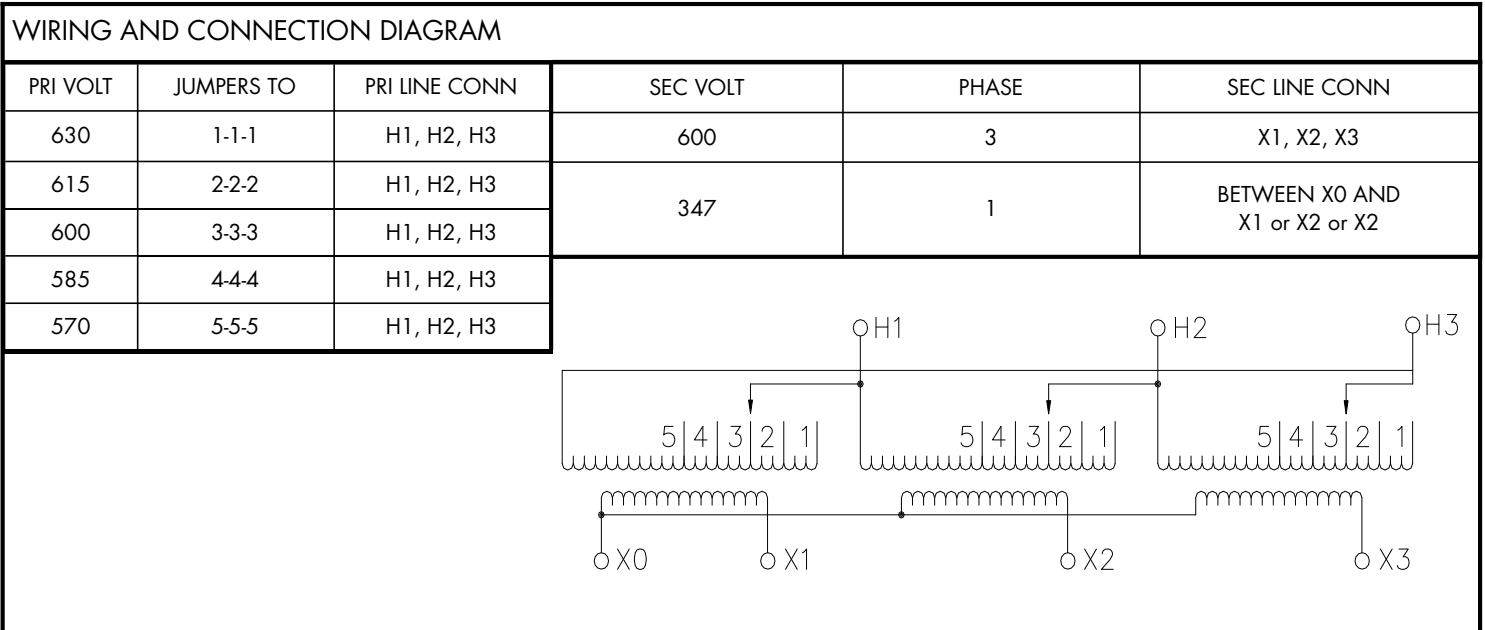 WIRING AND CONNECTION DIAGRAM
PRI VOLT JUMPERS TO PRI LINE CONN SEC VOLT PHASE SEC LINE CONN
630 1-1-1 H1, H2, H3 600 3 X1, X2, X3
615 2-2-2 H1, H2, H3
347 1 BETWEEN X0 AND
X1 or X2 or X2
600 3-3-3 H1, H2, H3
585 4-4-4 H1, H2, H3
570 5-5-5 H1, H2, H3
H1 H2 H3
5 4 3 2 1 5 4 3 2 1 5 4 3 2 1
X0 X1 X2 X3